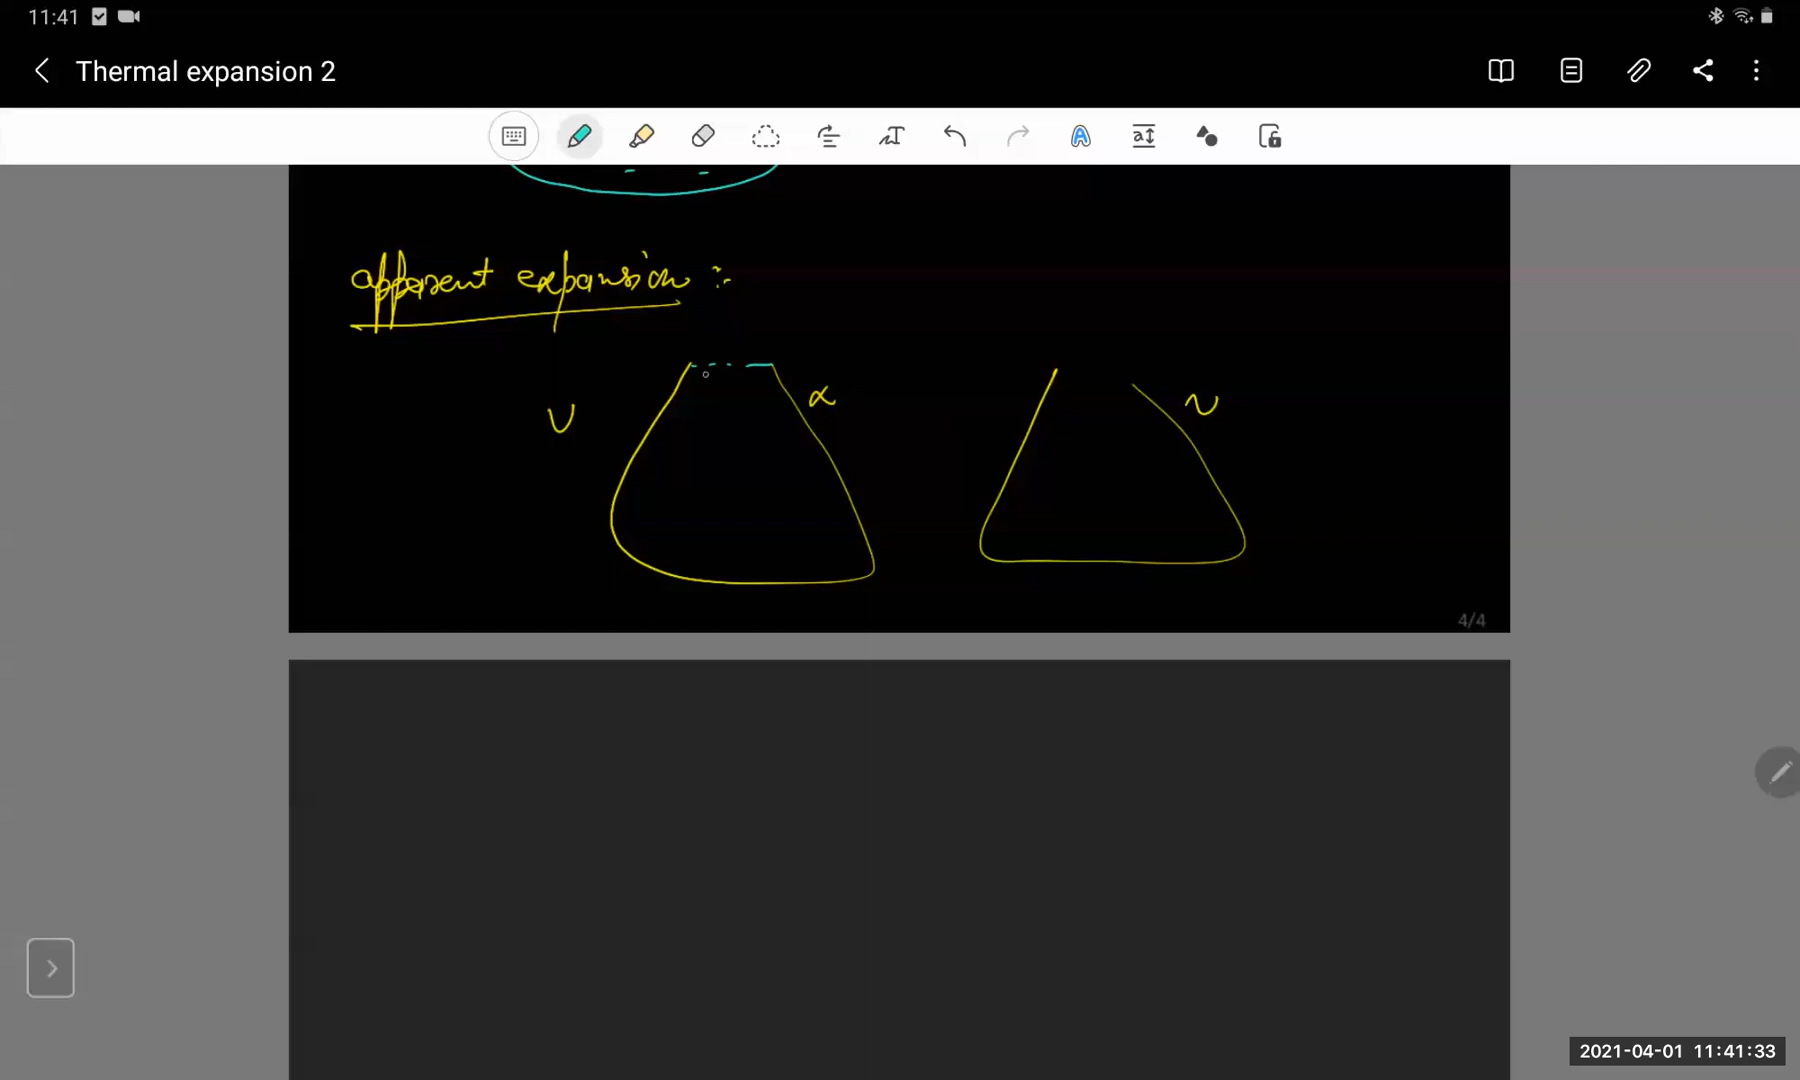 11:41
Thermal expansion 2
apparent expansion :-
V
α
V
4/4
2021-04-01 11:41:33